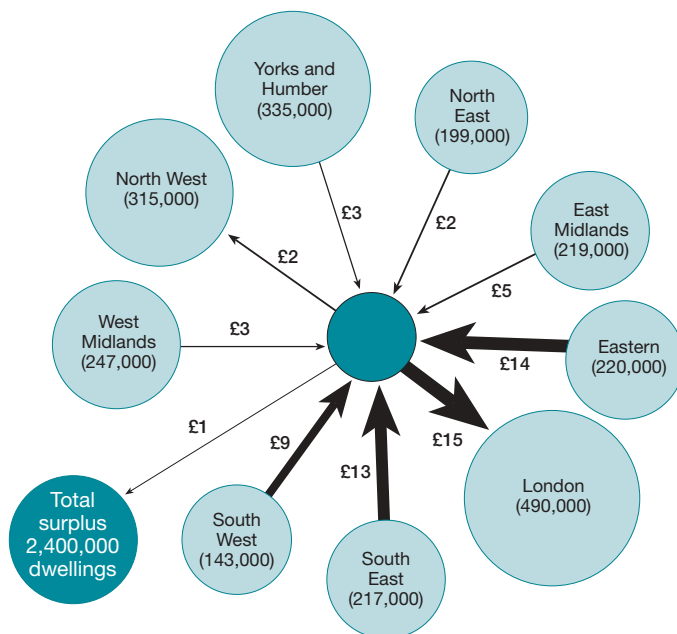 Yorks and
Humber
(335,000)
North
East
(199,000)
North West
(315,000)
East
Midlands
(219,000)
£3
£2
£2
£5
West
Midlands
(247,000)
£3
Eastern
(220,000)
£14
£1
£9
£13
£15
Total
surplus
2,400,000
dwellings
South
West
(143,000)
South
East
(217,000)
London
(490,000)